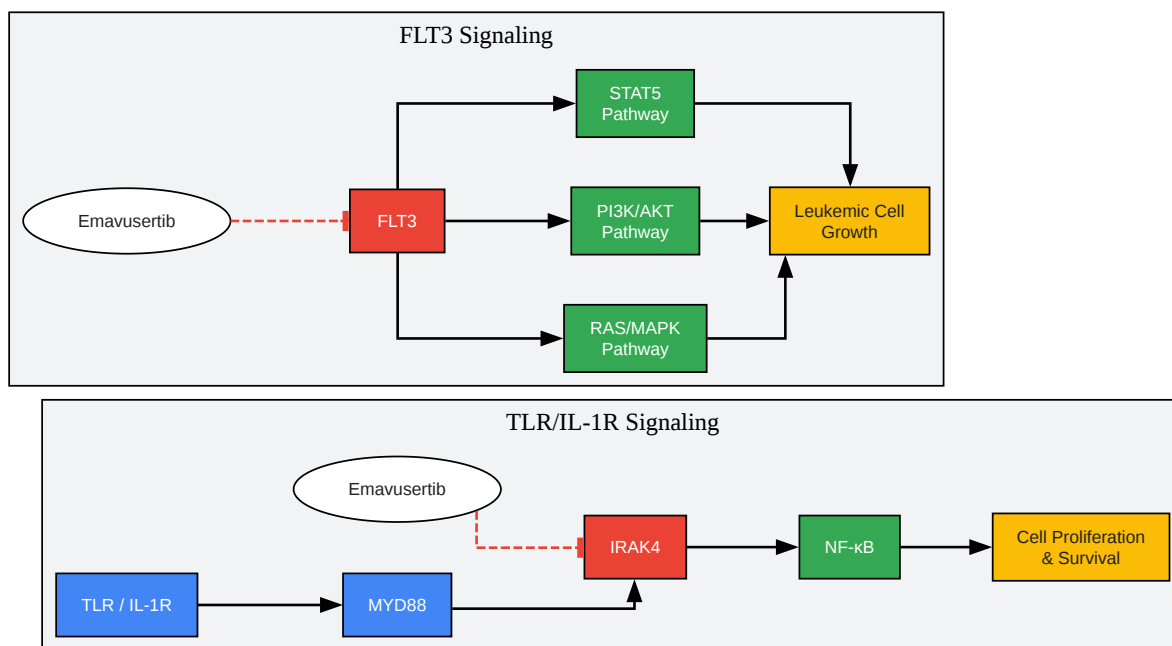 FLT3 Signaling
STAT5
Pathway
Emavusertib
FLT3
PI3K/AKT
Pathway
Leukemic Cell
Growth
RAS/MAPK
Pathway
TLR/IL-1R Signaling
Emavusertib
IRAK4
NF-κB
Cell Proliferation
& Survival
TLR / IL-1R
MYD88